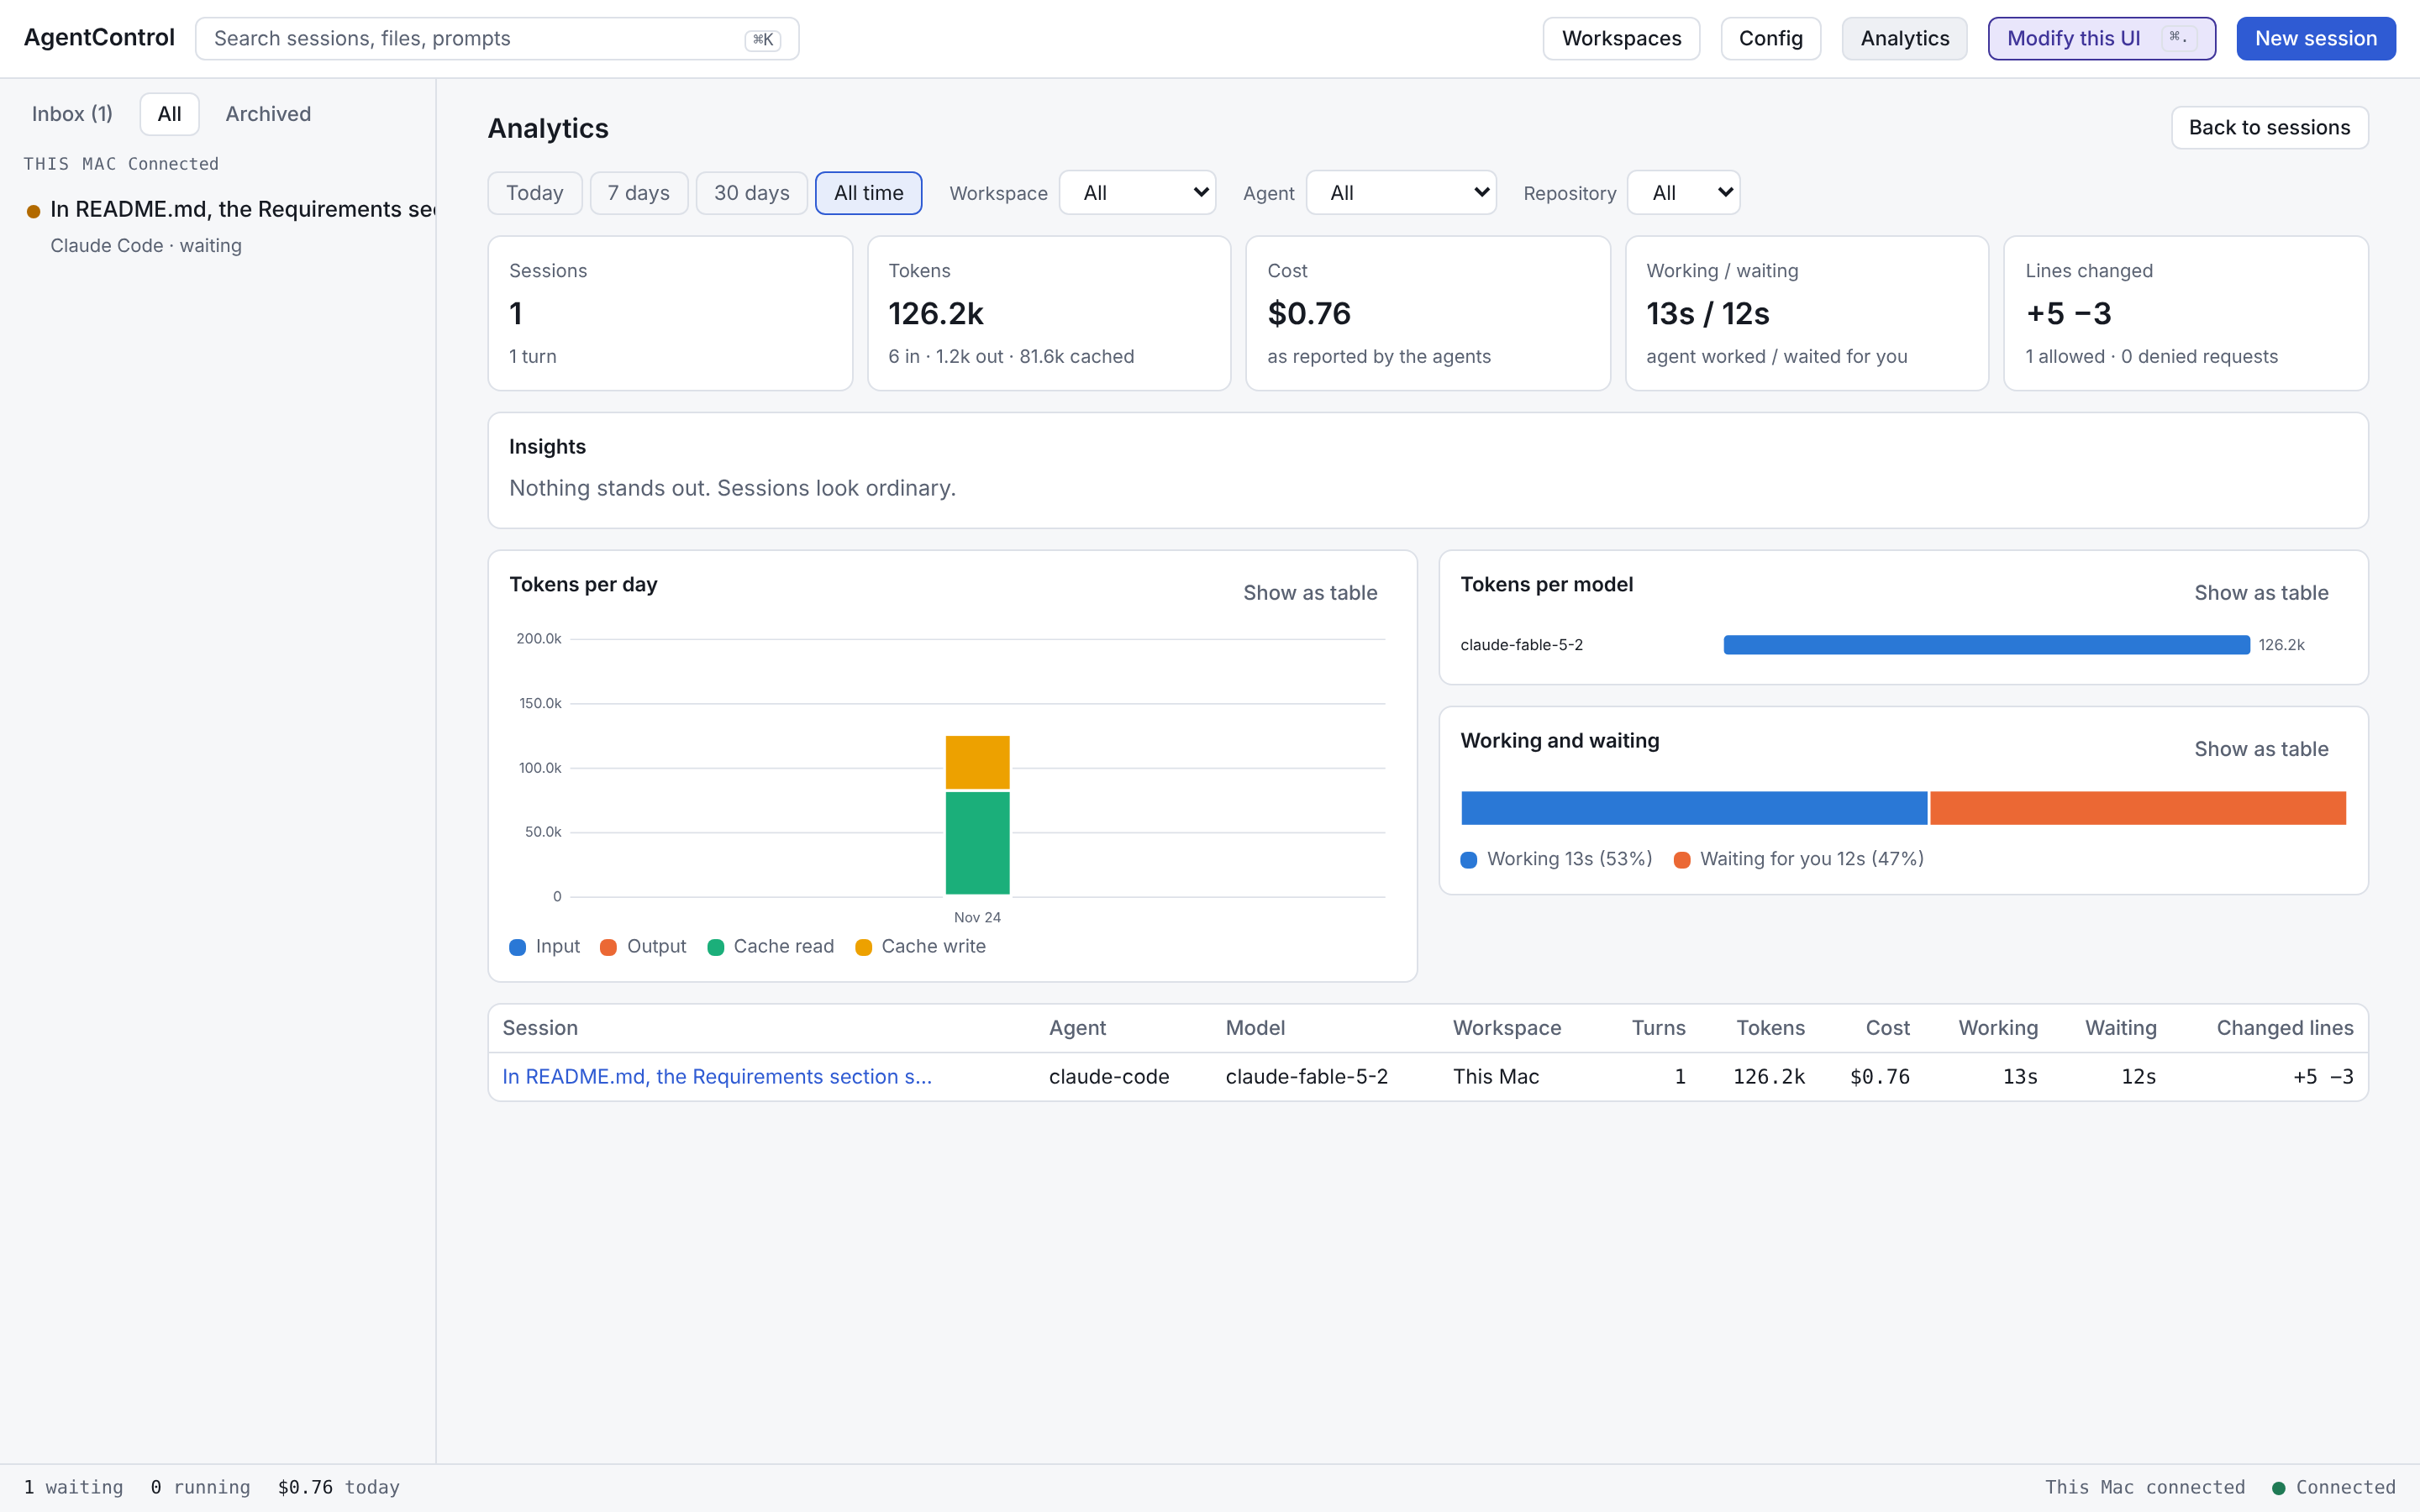 AgentControl
Search sessions, files, prompts ⌘K
Workspaces
Config
Analytics
Modify this UI ⌘.
New session
Inbox (1) All Archived
THIS MAC Connected
In README.md, the Requirements se
Claude Code · waiting
Analytics
Back to sessions
Today 7 days 30 days All time Workspace All Agent All Repository All
Sessions
1
1 turn
Tokens
126.2k
6 in · 1.2k out · 81.6k cached
Cost
$0.76
as reported by the agents
Working / waiting
13s / 12s
agent worked / waited for you
Lines changed
+5 −3
1 allowed · 0 denied requests
Insights
Nothing stands out. Sessions look ordinary.
Tokens per day
Show as table
200.0k
150.0k
100.0k
50.0k
0
Nov 24
Input Output Cache read Cache write
Tokens per model
Show as table
claude-fable-5-2 126.2k
Working and waiting
Show as table
Working 13s (53%) Waiting for you 12s (47%)
Session Agent Model Workspace Turns Tokens Cost Working Waiting Changed lines
In README.md, the Requirements section s... claude-code claude-fable-5-2 This Mac 1 126.2k $0.76 13s 12s +5 −3
1 waiting 0 running $0.76 today
This Mac connected Connected